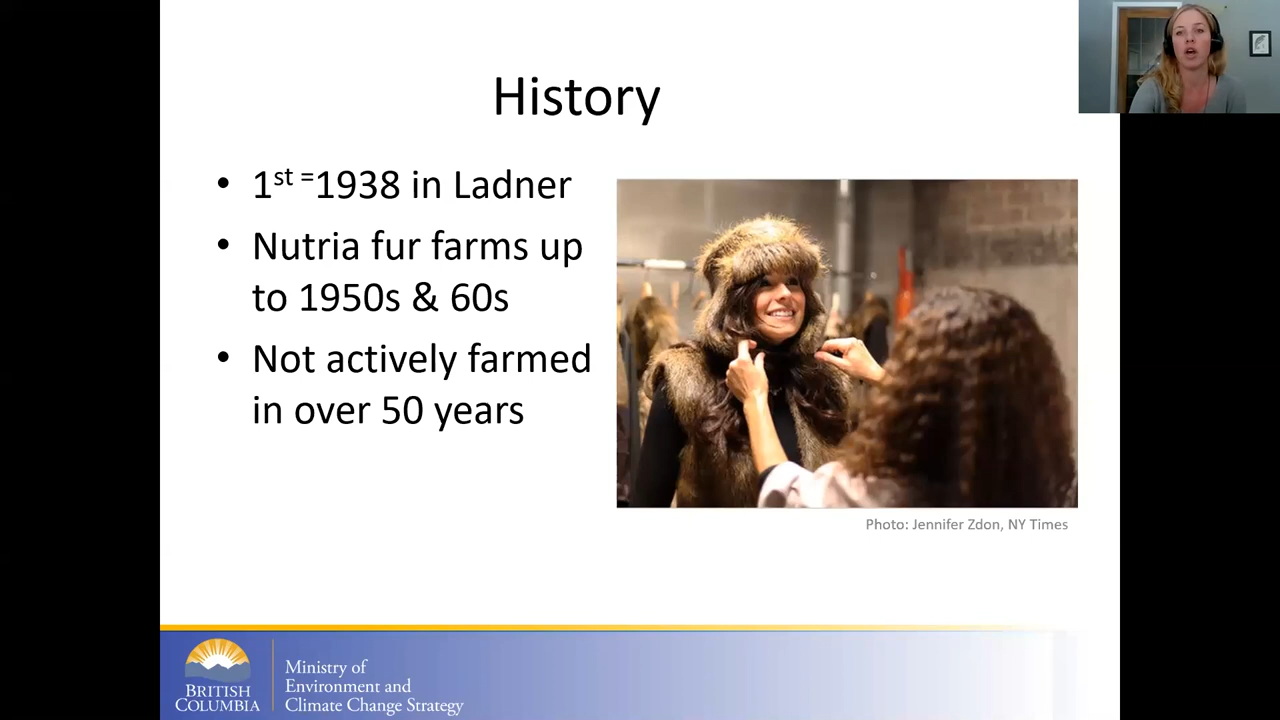 History
• 1st =1938 in Ladner
• Nutria fur farms up
to 1950s & 60s
• Not actively farmed
in over 50 years
Photo: Jennifer Zdon, NY Times
BRITISH
COLUMBIA
Ministry of
Environment and
Climate Change Strategy